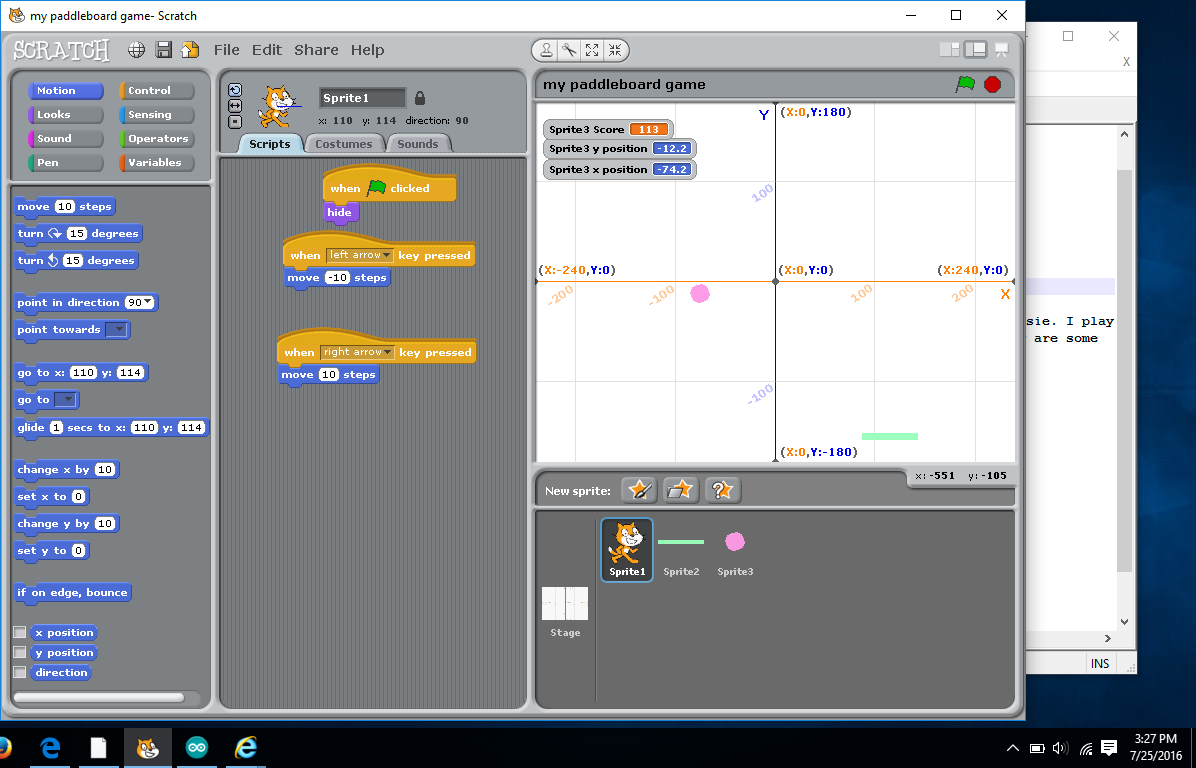 my paddleboard game- Scratch
SCRATCH File Edit Share Help
X
Motion Control
Looks Sensing
Sound Operators
Pen Variables
Sprite1
x: 110 y: 114 direction: 90
Scripts Costumes Sounds
my paddleboard game
move 10 steps
turn 15 degrees
turn 15 degrees
point in direction 90
point towards
go to x: 110 y: 114
go to
glide 1 secs to x: 110 y: 114
change x by 10
set x to 0
change y by 10
set y to 0
if on edge, bounce
x position
y position
direction
when clicked
hide
when left arrow key pressed
move -10 steps
when right arrow key pressed
move 10 steps
Sprite3 Score 113
Sprite3 y position -12.2
Sprite3 x position -74.2
Y (X:0,Y:180)
100
(X:-240,Y:0) (X:0,Y:0) (X:240,Y:0)
-200 -100 100 200 X
-100
(X:0,Y:-180)
x: -551 y: -105
New sprite:
Sprite1 Sprite2 Sprite3
Stage
sie. I play
are some
INS
3:27 PM
7/25/2016